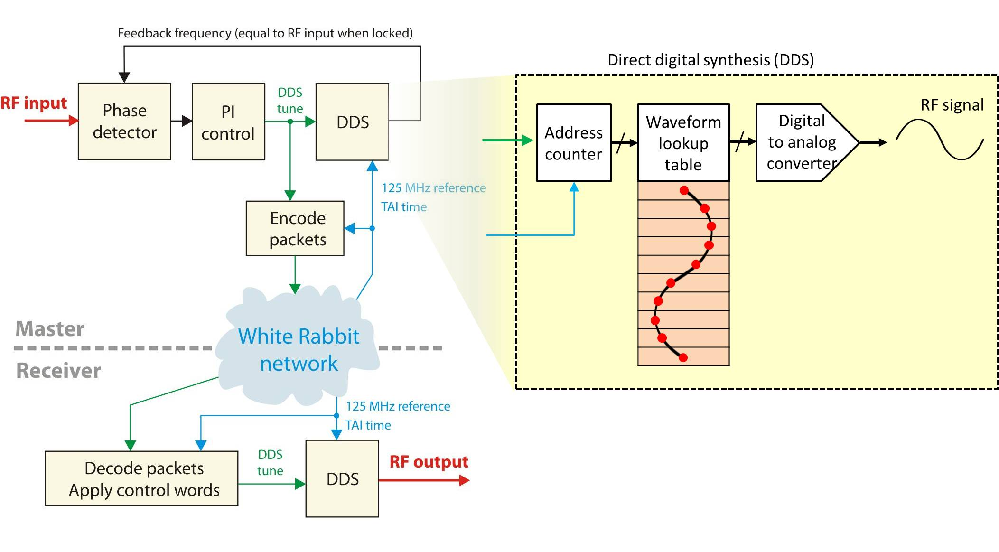 Feedback frequency (equal to RF input when locked)
RF input
Phase
detector
PI
control
DDS
tune
DDS
125 MHz reference
TAI time
Encode
packets
White Rabbit
network
Master
Receiver
125 MHz reference
TAI time
Decode packets
Apply control words
DDS
tune
DDS
RF output
Direct digital synthesis (DDS)
Address
counter
Waveform
lookup
table
Digital
to analog
converter
RF signal